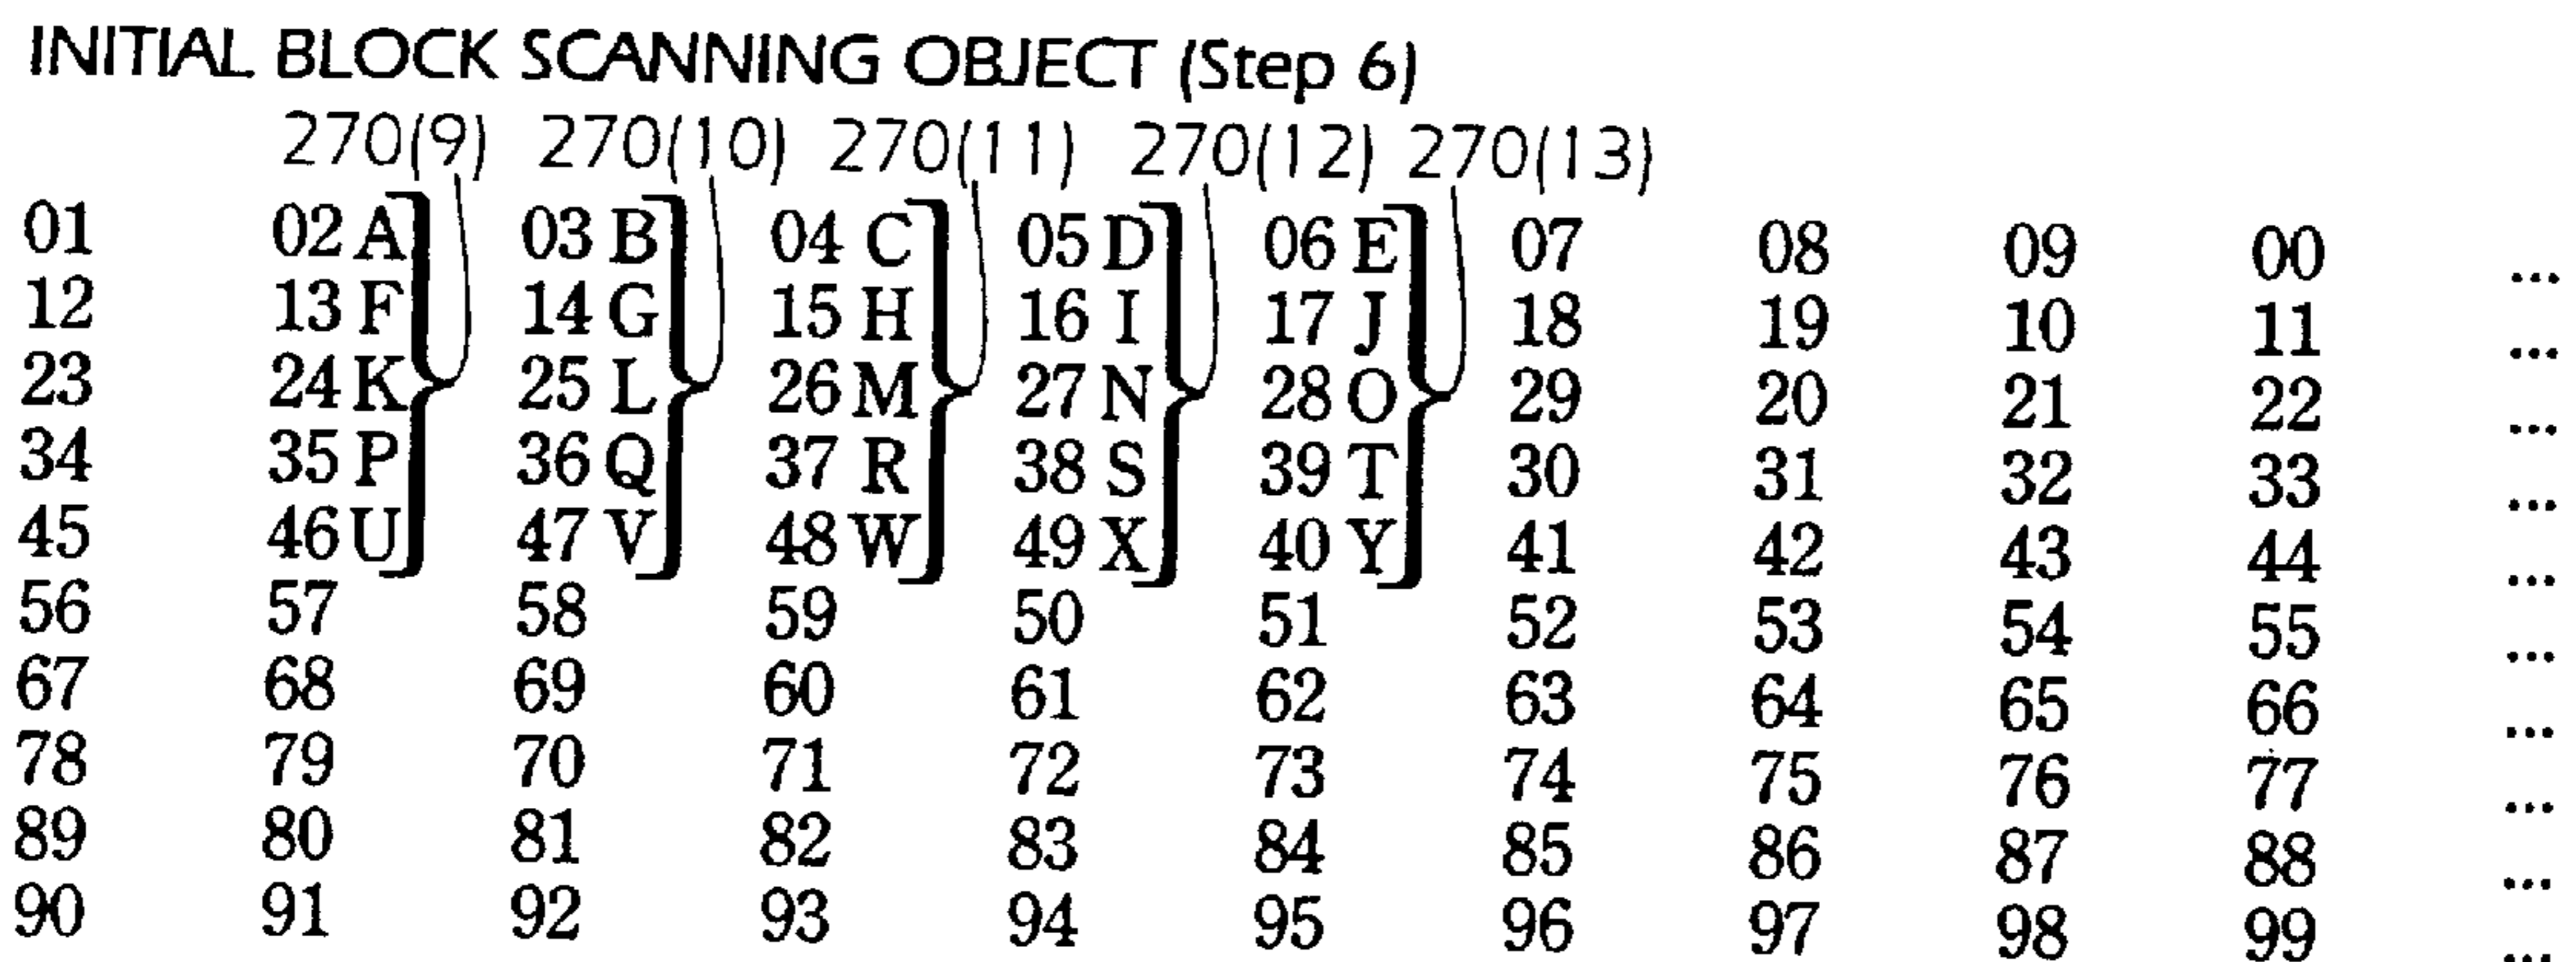 INITIAL BLOCK SCANNING OBJECT (Step 6)
270(9) 270(10) 270(11) 270(12) 270(13)
01 02 A 03 B 04 C 05 D 06 E 07 08 09 00 ...
12 13 F 14 G 15 H 16 I 17 J 18 19 10 11 ...
23 24 K 25 L 26 M 27 N 28 O 29 20 21 22 ...
34 35 P 36 Q 37 R 38 S 39 T 30 31 32 33 ...
45 46 U 47 V 48 W 49 X 40 Y 41 42 43 44 ...
56 57 58 59 50 51 52 53 54 55 ...
67 68 69 60 61 62 63 64 65 66 ...
78 79 70 71 72 73 74 75 76 77 ...
89 80 81 82 83 84 85 86 87 88 ...
90 91 92 93 94 95 96 97 98 99 ...